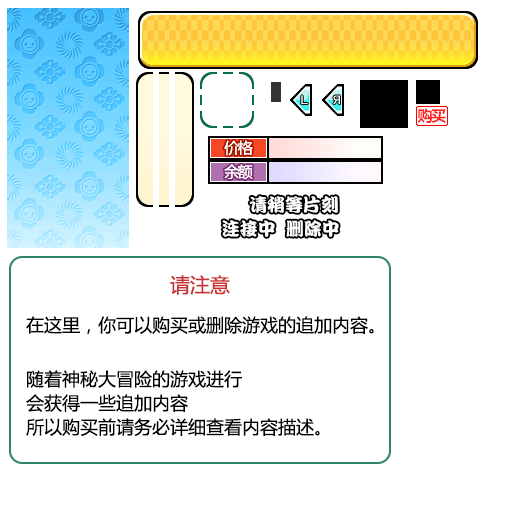 L
R
购买
价格
余额
请稍等片刻
连接中 删除中
请注意
在这里，你可以购买或删除游戏的追加内容。
随着神秘大冒险的游戏进行
会获得一些追加内容
所以购买前请务必详细查看内容描述。